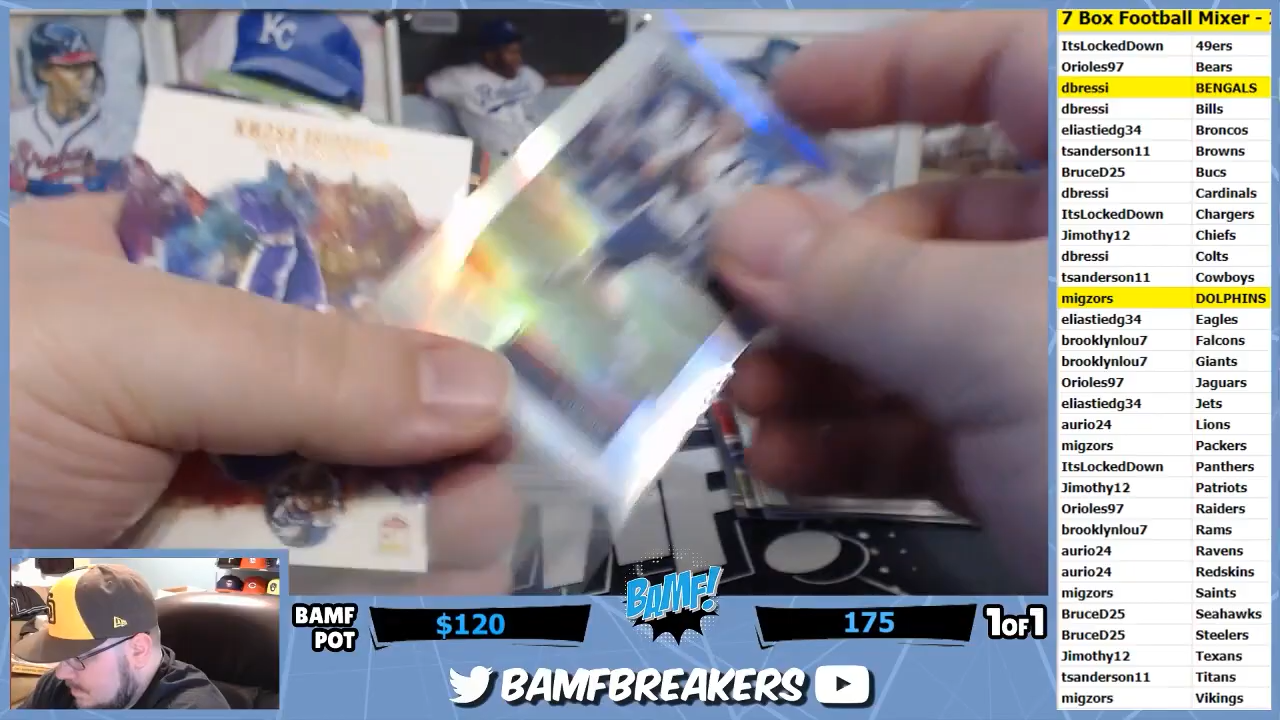 7 Box Football Mixer -
ItsLockedDown 49ers
Orioles97 Bears
dbressi BENGALS
dbressi Bills
eliastiedg34 Broncos
tsanderson11 Browns
BruceD25 Bucs
dbressi Cardinals
ItsLockedDown Chargers
Jimothy12 Chiefs
dbressi Colts
tsanderson11 Cowboys
migzors DOLPHINS
eliastiedg34 Eagles
brooklynlou7 Falcons
brooklynlou7 Giants
Orioles97 Jaguars
eliastiedg34 Jets
aurio24 Lions
migzors Packers
ItsLockedDown Panthers
Jimothy12 Patriots
Orioles97 Raiders
brooklynlou7 Rams
aurio24 Ravens
aurio24 Redskins
migzors Saints
BruceD25 Seahawks
BruceD25 Steelers
Jimothy12 Texans
tsanderson11 Titans
migzors Vikings
KC
BAMF POT $120
BAMF!
175 1OF1
BAMFBREAKERS